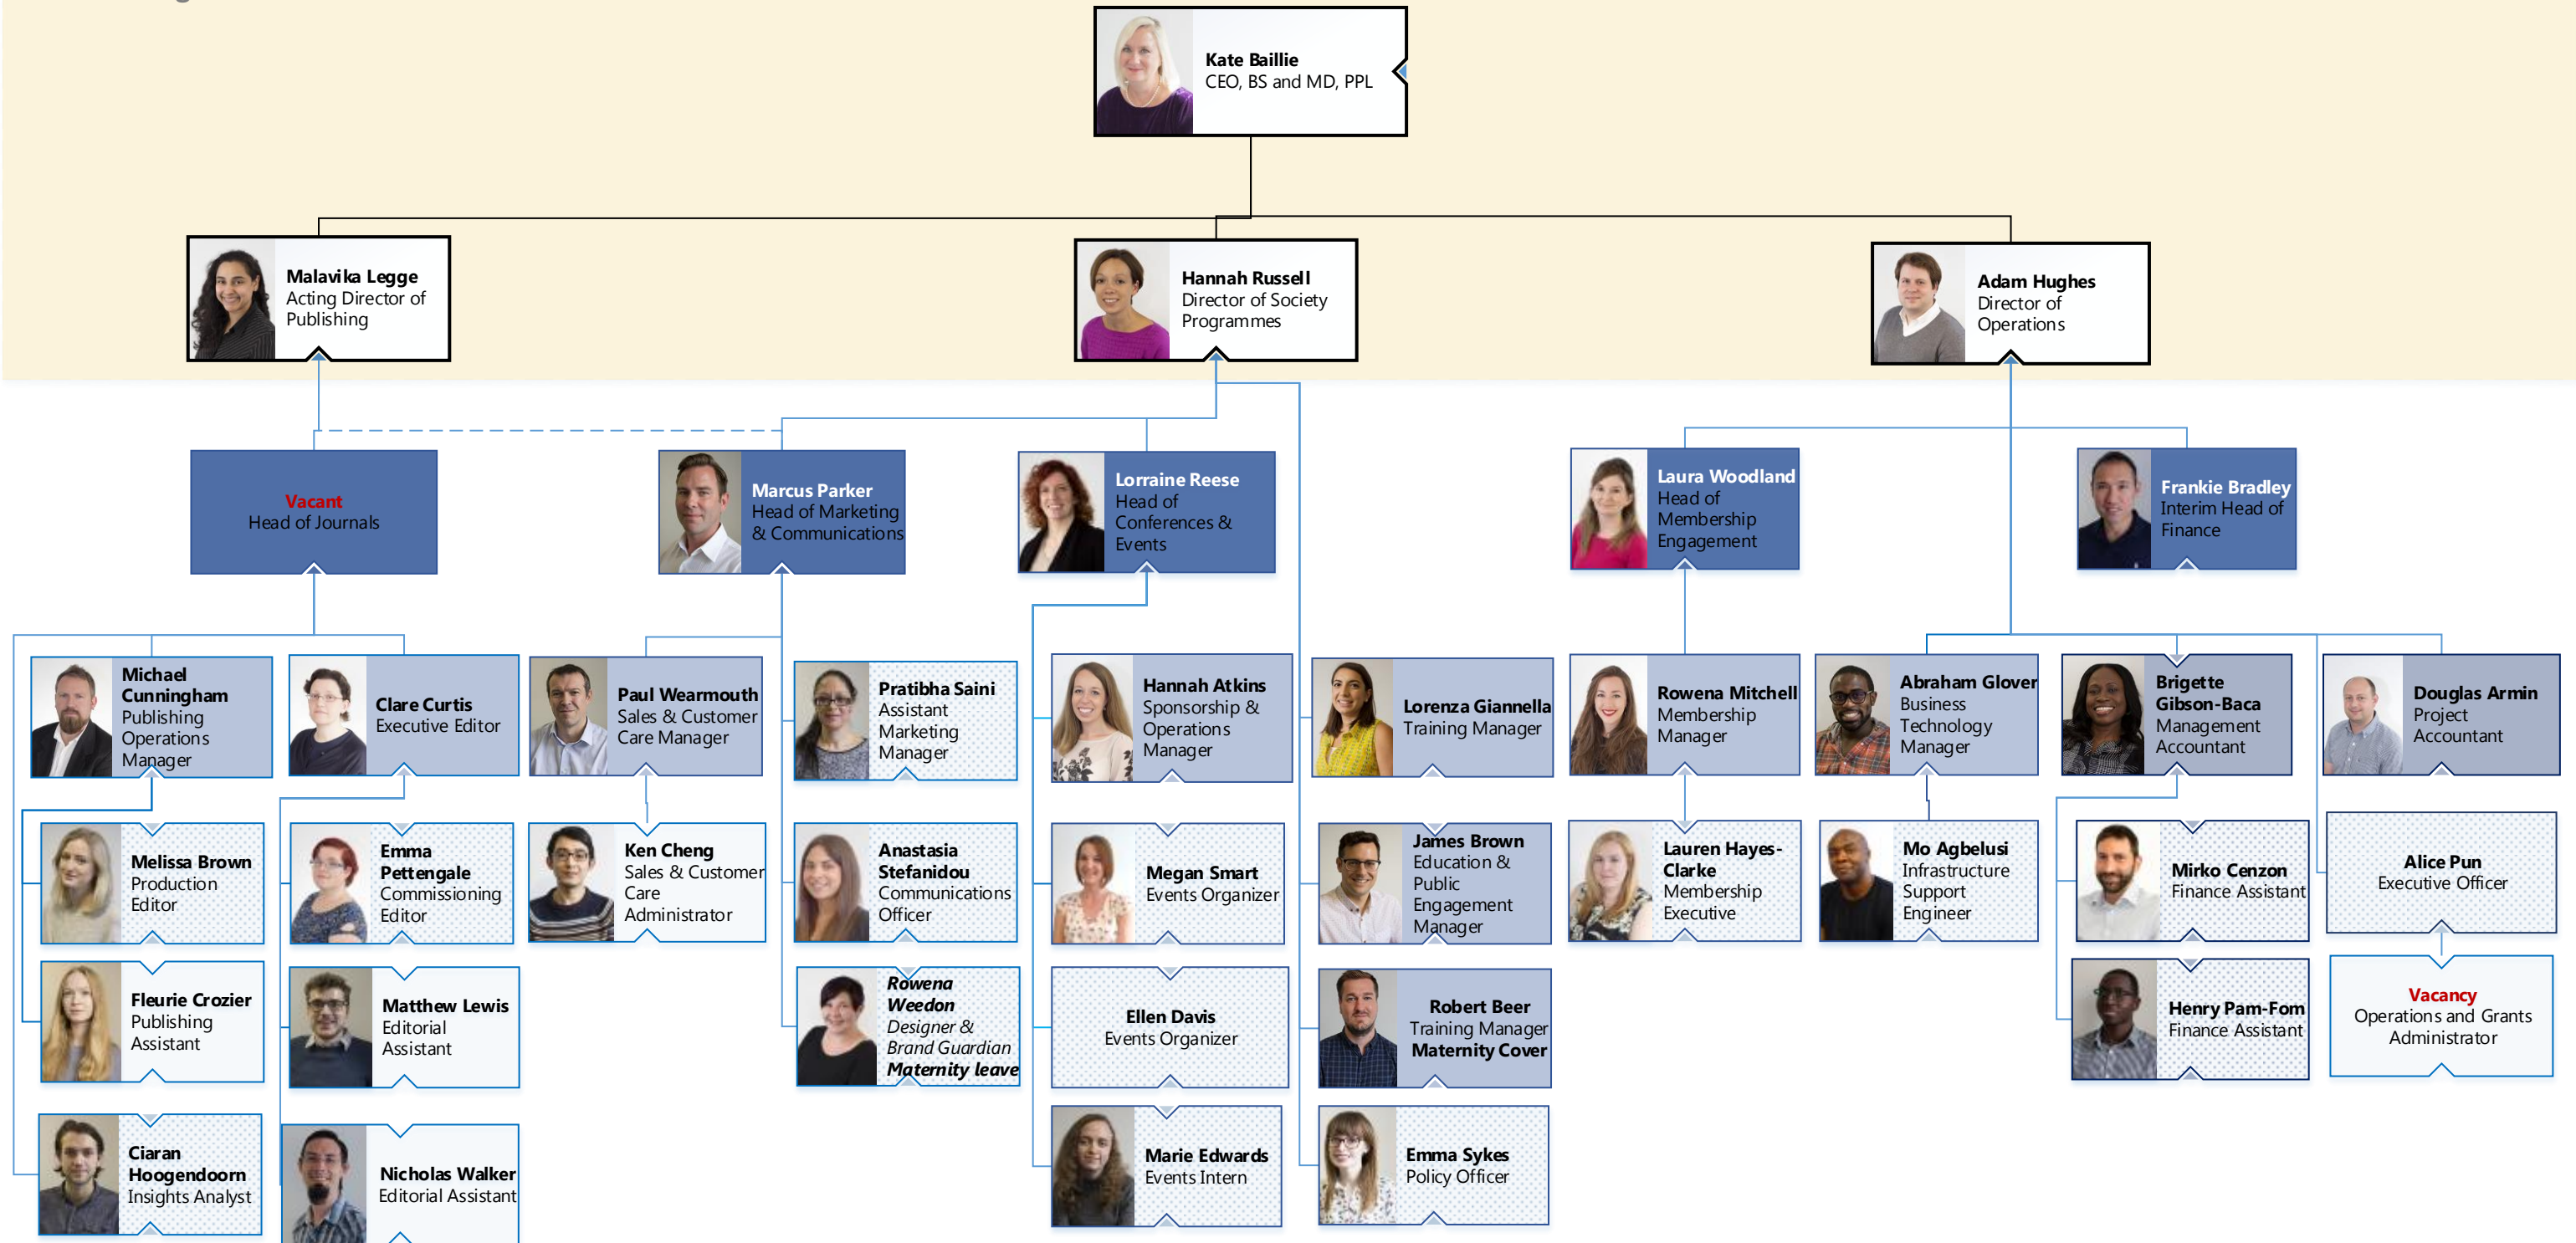 Kate Baillie
CEO, BS and MD, PPL
Malavika Legge
Acting Director of
Publishing
Hannah Russell
Director of Society
Programmes
Adam Hughes
Director of
Operations
Vacant
Head of Journals
Marcus Parker
Head of Marketing
& Communications
Lorraine Reese
Head of
Conferences &
Events
Laura Woodland
Head of
Membership
Engagement
Frankie Bradley
Interim Head of
Finance
Michael
Cunningham
Publishing
Operations
Manager
Clare Curtis
Executive Editor
Paul Wearmouth
Sales & Customer
Care Manager
Pratibha Saini
Assistant
Marketing
Manager
Hannah Atkins
Sponsorship &
Operations
Manager
Lorenza Giannella
Training Manager
Rowena Mitchell
Membership
Manager
Abraham Glover
Business
Technology
Manager
Brigette
Gibson-Baca
Management
Accountant
Douglas Armin
Project
Accountant
Melissa Brown
Production
Editor
Emma
Pettengale
Commissioning
Editor
Ken Cheng
Sales & Customer
Care
Administrator
Anastasia
Stefanidou
Communications
Officer
Megan Smart
Events Organizer
James Brown
Education &
Public
Engagement
Manager
Lauren Hayes-
Clarke
Membership
Executive
Mo Agbelusi
Infrastructure
Support
Engineer
Mirko Cenzon
Finance Assistant
Alice Pun
Executive Officer
Fleurie Crozier
Publishing
Assistant
Matthew Lewis
Editorial
Assistant
Rowena
Weedon
Designer &
Brand Guardian
Maternity leave
Ellen Davis
Events Organizer
Robert Beer
Training Manager
Maternity Cover
Henry Pam-Fom
Finance Assistant
Vacancy
Operations and Grants
Administrator
Ciaran
Hoogendoorn
Insights Analyst
Nicholas Walker
Editorial Assistant
Marie Edwards
Events Intern
Emma Sykes
Policy Officer